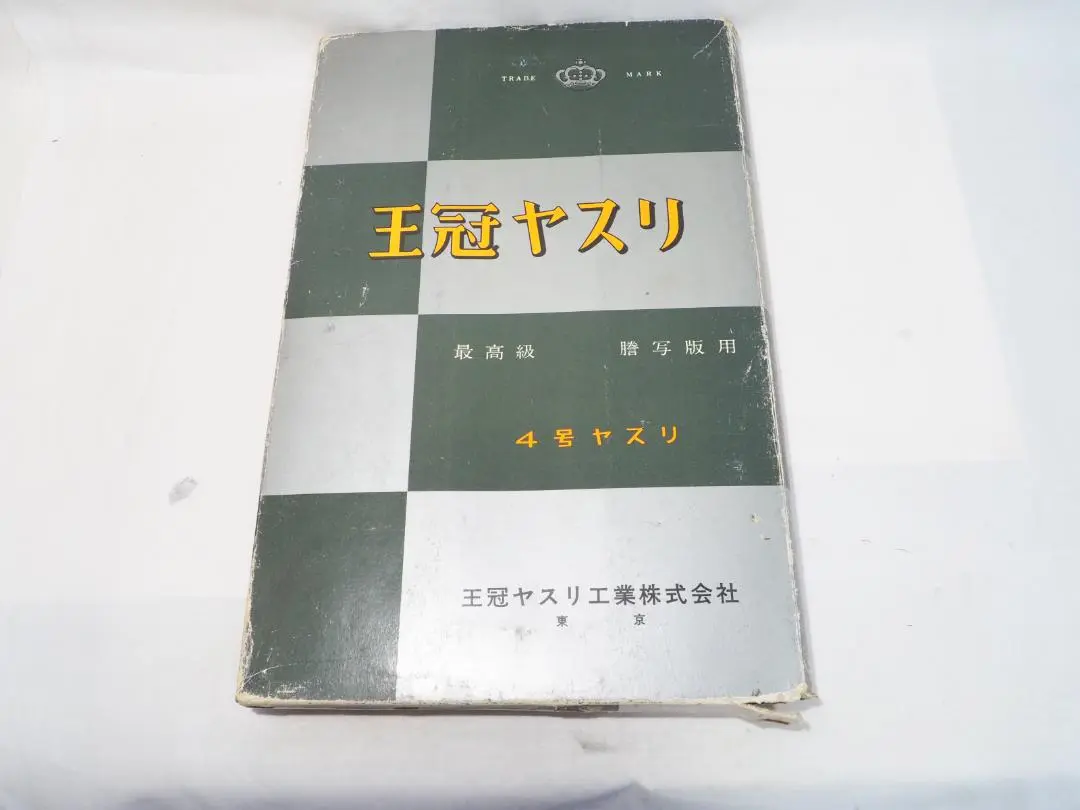 TRADE MARK
王冠ヤスリ
最高級 謄写版用
4号ヤスリ
王冠ヤスリ工業株式会社
東京